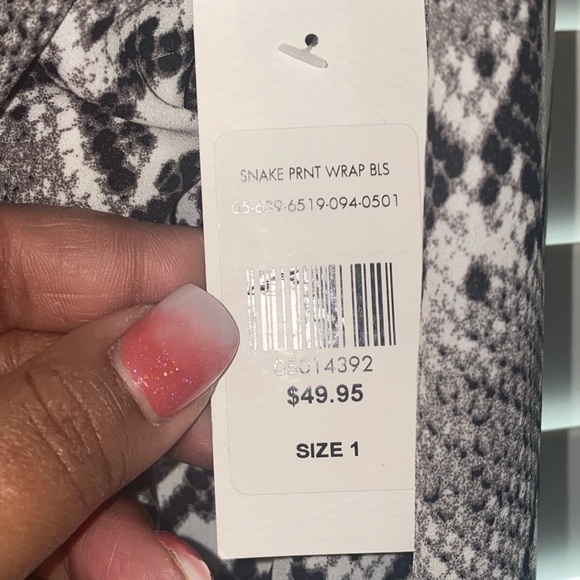 SNAKE PRNT WRAP BLS
05-689-6519-094-0501
05014392
$49.95
SIZE 1